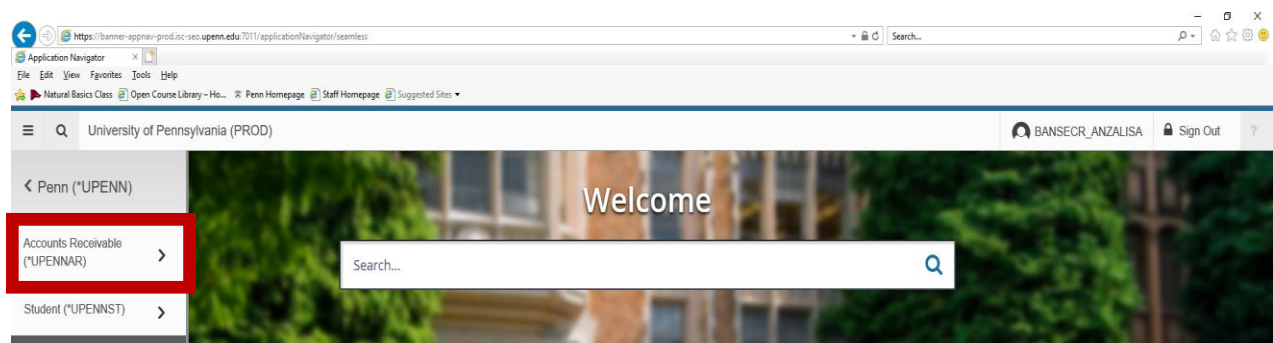 https://banner-appnav-prod.isc-seo.upenn.edu:7011/applicationNavigator/seamless
Search...
Application Navigator
File Edit View Favorites Tools Help
Natural Basics Class Open Course Library – Ho... Penn Homepage Staff Homepage Suggested Sites
University of Pennsylvania (PROD)
BANSECR_ANZALISA
Sign Out
?
Penn (*UPENN)
Welcome
Accounts Receivable
(*UPENNAR)
Search...
Student (*UPENNST)